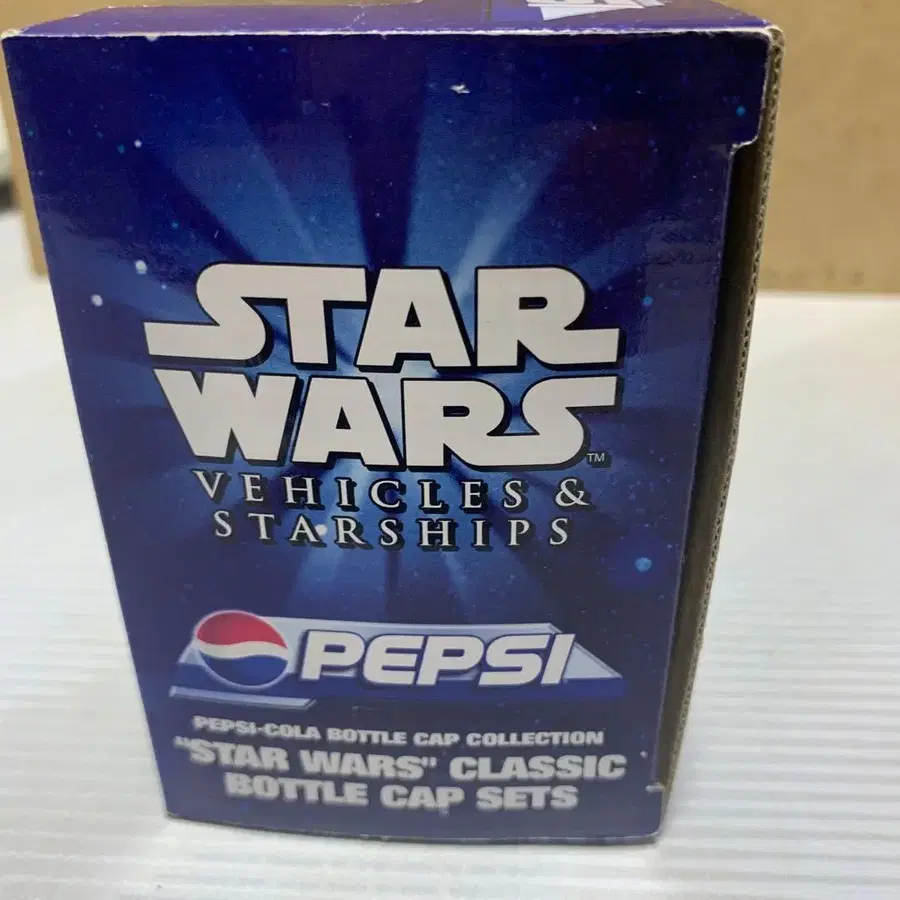 STAR
WARS
TM
VEHICLES &
STARSHIPS
PEPSI
PEPSI-COLA BOTTLE CAP COLLECTION
"STAR WARS" CLASSIC
BOTTLE CAP SETS